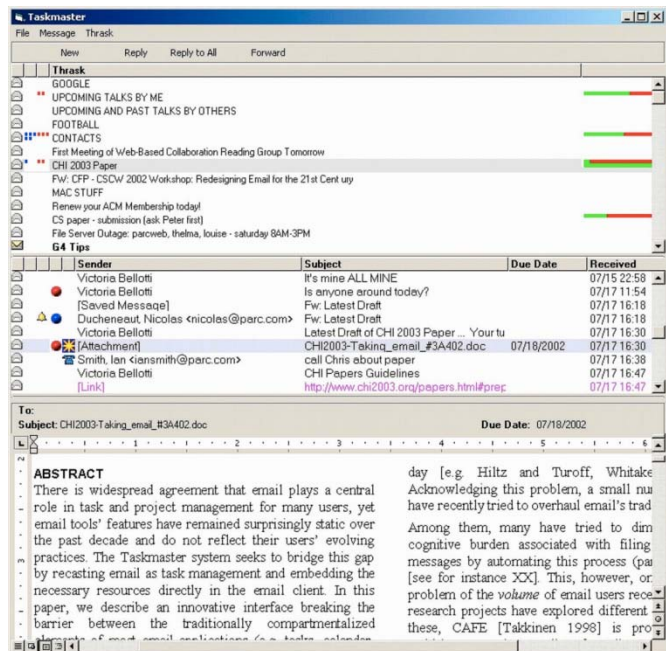 Taskmaster
File Message Thrask
New Reply Reply to All Forward
Thrask
GOOGLE
UPCOMING TALKS BY ME
UPCOMING AND PAST TALKS BY OTHERS
FOOTBALL
CONTACTS
First Meeting of Web-Based Collaboration Reading Group Tomorrow
CHI 2003 Paper
FW: CFP - CSCW 2002 Workshop: Redesigning Email for the 21st Cent ury
MAC STUFF
Renew your ACM Membership today!
CS paper - submission (ask Peter first)
File Server Outage: parcweb, thelma, louise - saturday 8AM-3PM
G4 Tips
Sender Subject Due Date Received
Victoria Bellotti It's mine ALL MINE 07/15 22:58
Victoria Bellotti Is anyone around today? 07/17 11:54
[Saved Message] Fw: Latest Draft 07/17 16:18
Ducheneaut, Nicolas <nicolas@parc.com> Fw: Latest Draft 07/17 16:18
Victoria Bellotti Latest Draft of CHI 2003 Paper ... Your tu 07/17 16:30
[Attachment] CHI2003-Taking_email_#3A402.doc 07/18/2002 07/17 16:30
Smith, Ian <iansmith@parc.com> call Chris about paper 07/17 16:38
Victoria Bellotti CHI Papers Guidelines 07/17 16:47
[Link] http://www.chi2003.org/papers.html#prep 07/17 16:47
To:
Subject: CHI2003-Taking_email_#3A402.doc Due Date: 07/18/2002
1 2 3 4 5 6
ABSTRACT
There is widespread agreement that email plays a central
role in task and project management for many users, yet
email tools' features have remained surprisingly static over
the past decade and do not reflect their users' evolving
practices. The Taskmaster system seeks to bridge this gap
by recasting email as task management and embedding the
necessary resources directly in the email client. In this
paper, we describe an innovative interface breaking the
barrier between the traditionally compartmentalized
elements of most email applications (e.g. tasks, calendar,
day [e.g. Hiltz and Turoff, Whitake
Acknowledging this problem, a small nu
have recently tried to overhaul email's trad
Among them, many have tried to dim
cognitive burden associated with filing
messages by automating this process (par
[see for instance XX]. This, however, on
problem of the volume of email users rece
research projects have explored different
these, CAFE [Takkinen 1998] is pro